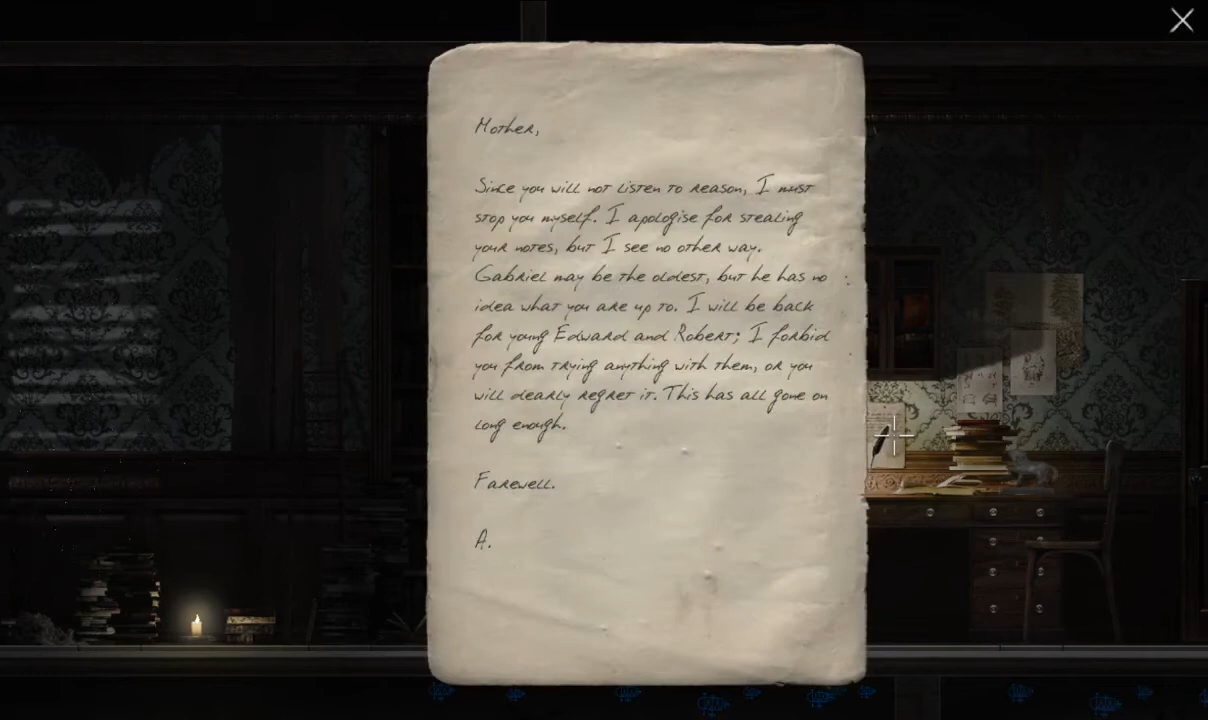 Mother,
Since you will not listen to reason, I must
stop you myself. I apologise for stealing
your notes, but I see no other way.
Gabriel may be the oldest, but he has no
idea what you are up to. I will be back
for young Edward and Robert; I forbid
you from trying anything with them, or you
will dearly regret it. This has all gone on
long enough.
Farewell.
A.